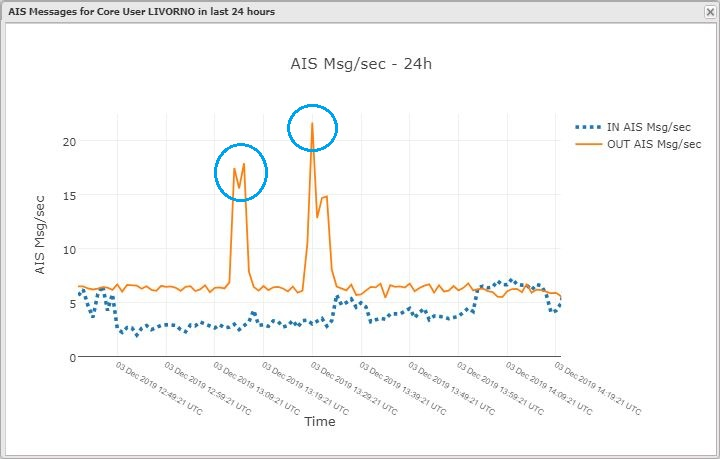 AIS Messages for Core User LIVORNO in last 24 hours
AIS Msg/sec - 24h
IN AIS Msg/sec
OUT AIS Msg/sec
AIS Msg/sec
20
15
10
5
0
03 Dec 2019 12:49:21 UTC
03 Dec 2019 12:59:21 UTC
03 Dec 2019 13:09:21 UTC
03 Dec 2019 13:19:21 UTC
03 Dec 2019 13:29:21 UTC
03 Dec 2019 13:39:21 UTC
03 Dec 2019 13:49:21 UTC
03 Dec 2019 13:59:21 UTC
03 Dec 2019 14:09:21 UTC
03 Dec 2019 14:19:21 UTC
Time